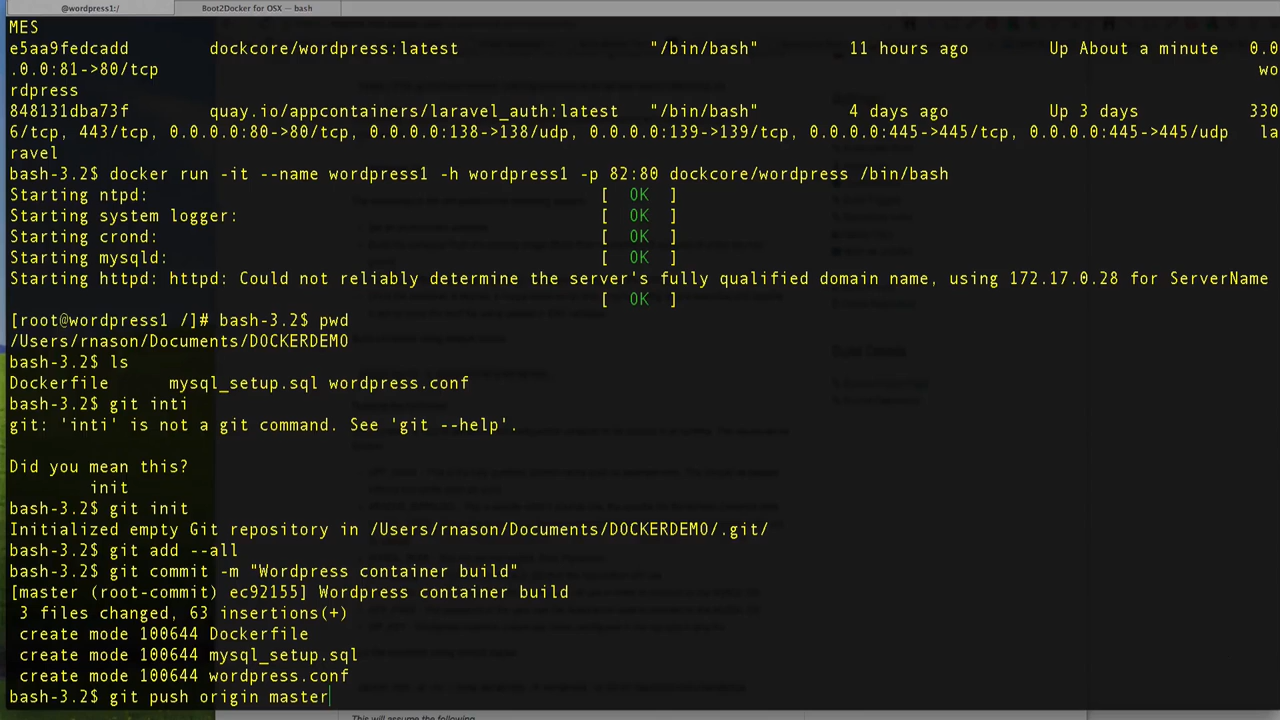 @wordpress1:/
Boot2Docker for OSX — bash
MES
e5aa9fedcadd dockcore/wordpress:latest "/bin/bash" 11 hours ago Up About a minute 0.0
.0.0:81->80/tcp wo
rdpress
848131dba73f quay.io/appcontainers/laravel_auth:latest "/bin/bash" 4 days ago Up 3 days 330
6/tcp, 443/tcp, 0.0.0.0:80->80/tcp, 0.0.0.0:138->138/udp, 0.0.0.0:139->139/tcp, 0.0.0.0:445->445/tcp, 0.0.0.0:445->445/udp la
ravel
bash-3.2$ docker run -it --name wordpress1 -h wordpress1 -p 82:80 dockcore/wordpress /bin/bash
Starting ntpd: [ OK ]
Starting system logger: [ OK ]
Starting crond: [ OK ]
Starting mysqld: [ OK ]
Starting httpd: httpd: Could not reliably determine the server's fully qualified domain name, using 172.17.0.28 for ServerName
[ OK ]
[root@wordpress1 /]# bash-3.2$ pwd
/Users/rnason/Documents/DOCKERDEMO
bash-3.2$ ls
Dockerfile mysql_setup.sql wordpress.conf
bash-3.2$ git inti
git: 'inti' is not a git command. See 'git --help'.
Did you mean this?
init
bash-3.2$ git init
Initialized empty Git repository in /Users/rnason/Documents/DOCKERDEMO/.git/
bash-3.2$ git add --all
bash-3.2$ git commit -m "Wordpress container build"
[master (root-commit) ec92155] Wordpress container build
3 files changed, 63 insertions(+)
create mode 100644 Dockerfile
create mode 100644 mysql_setup.sql
create mode 100644 wordpress.conf
bash-3.2$ git push origin master
This will assume the following